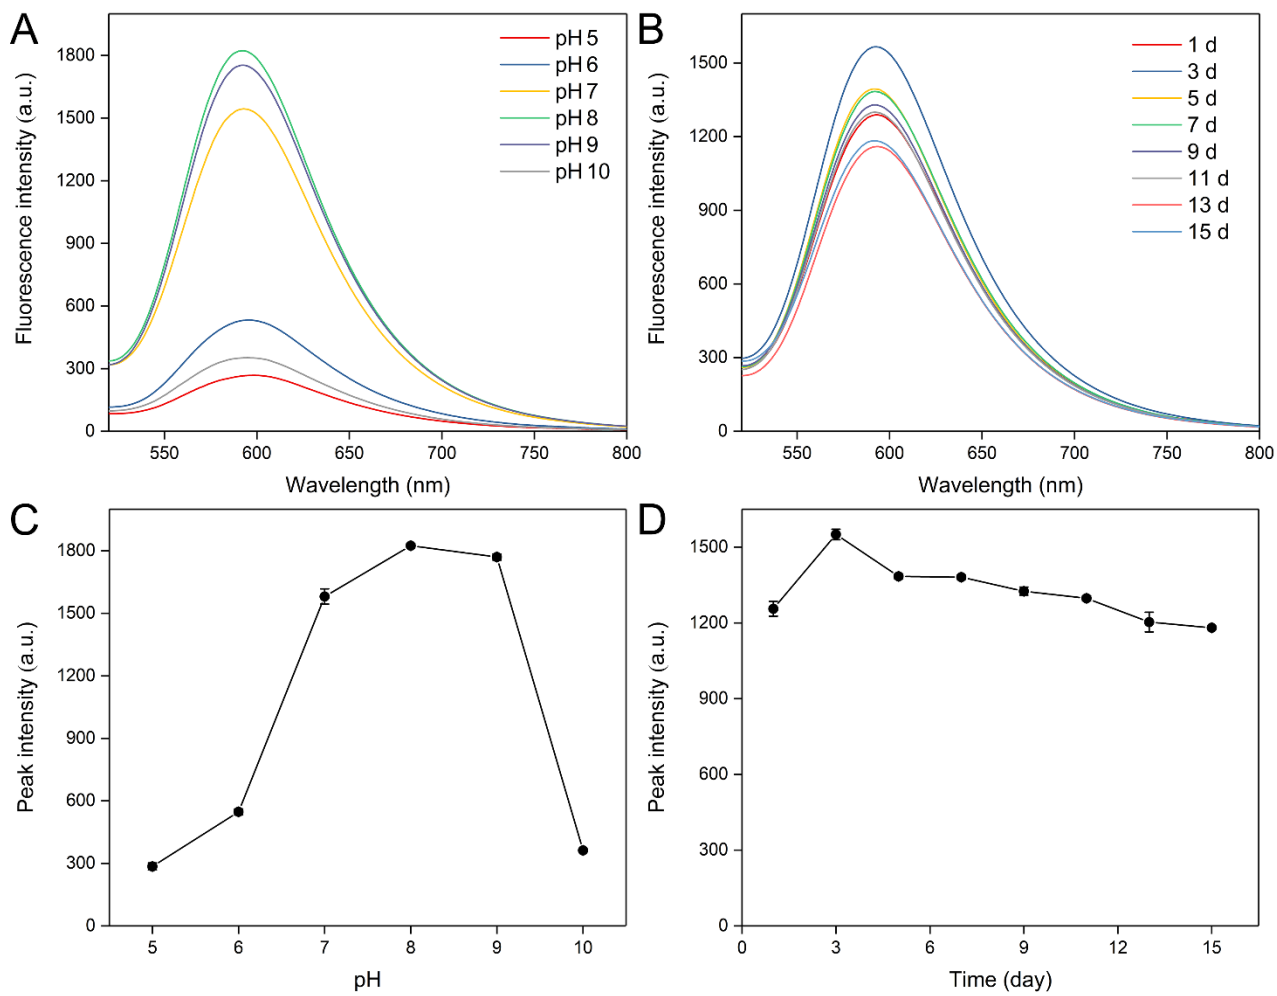 A
Fluorescence intensity (a.u.)
1800
1500
1200
900
600
300
0
550
600
650
700
750
800
Wavelength (nm)
pH 5
pH 6
pH 7
pH 8
pH 9
pH 10
B
Fluorescence intensity (a.u.)
1500
1200
900
600
300
0
550
600
650
700
750
800
Wavelength (nm)
1 d
3 d
5 d
7 d
9 d
11 d
13 d
15 d
C
Peak intensity (a.u.)
1800
1500
1200
900
600
300
0
5
6
7
8
9
10
pH
D
Peak intensity (a.u.)
1500
1200
900
600
300
0
0
3
6
9
12
15
Time (day)